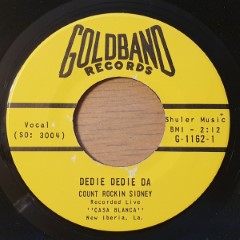 GOLDBAND
RECORDS
Vocal
(SO: 3004)
Shuler Music
BMI - 2:12
G-1162-1
DEDIE DEDIE DA
COUNT ROCKIN SIDNEY
Recorded Live
"CASA BLANCA"
New Iberia, La.